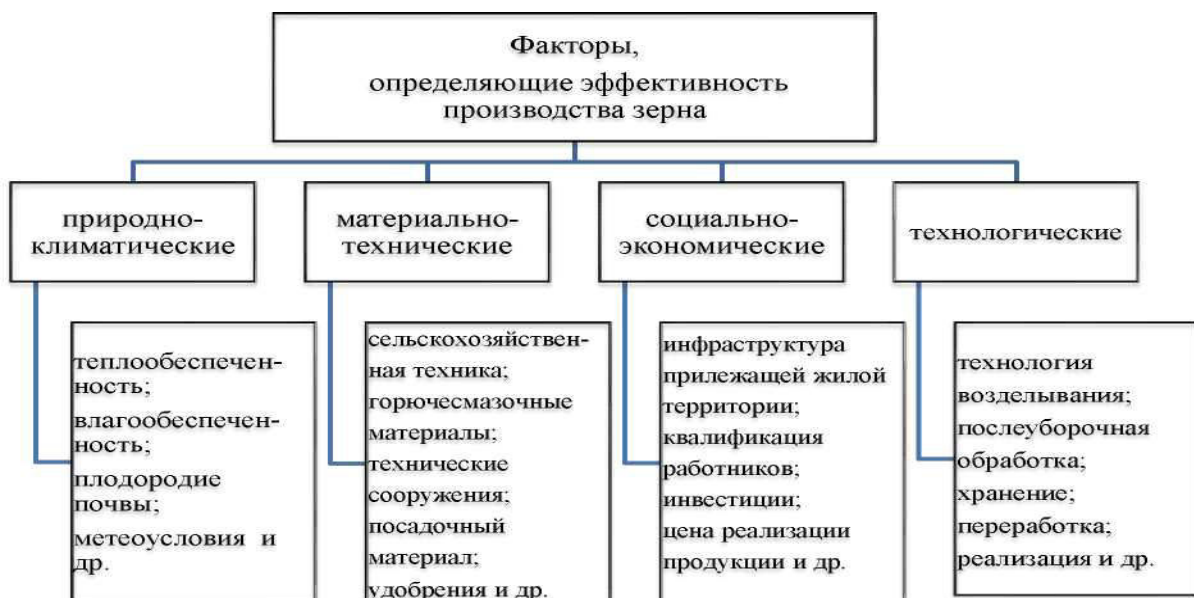 Факторы,
определяющие эффективность
производства зерна
природно-
климатические
материально-
технические
социально-
экономические
технологические
теплообеспечен-
ность;
влагообеспечен-
ность;
плодородие
почвы;
метеоусловия и
др.
сельскохозяйствен-
ная техника;
горючесмазочные
материалы;
технические
сооружения;
посадочный
материал;
удобрения и др.
инфраструктура
прилежащей жилой
территории;
квалификация
работников;
инвестиции;
цена реализации
продукции и др.
технология
возделывания;
послеуборочная
обработка;
хранение;
переработка;
реализация и др.